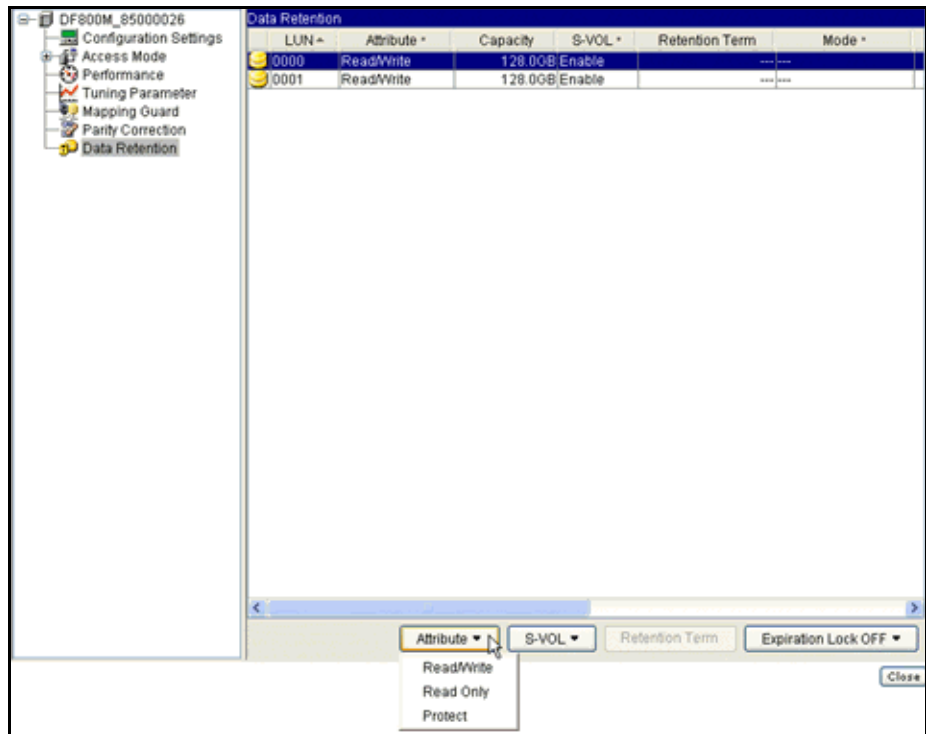 DF800M_85000026
Configuration Settings
Access Mode
Performance
Tuning Parameter
Mapping Guard
Parity Correction
Data Retention
Data Retention
LUN Attribute Capacity S-VOL Retention Term Mode
0000 Read/Write 128.0GB Enable --- ---
0001 Read/Write 128.0GB Enable --- ---
Attribute S-VOL Retention Term Expiration Lock OFF
Read/Write
Read Only
Protect
Close